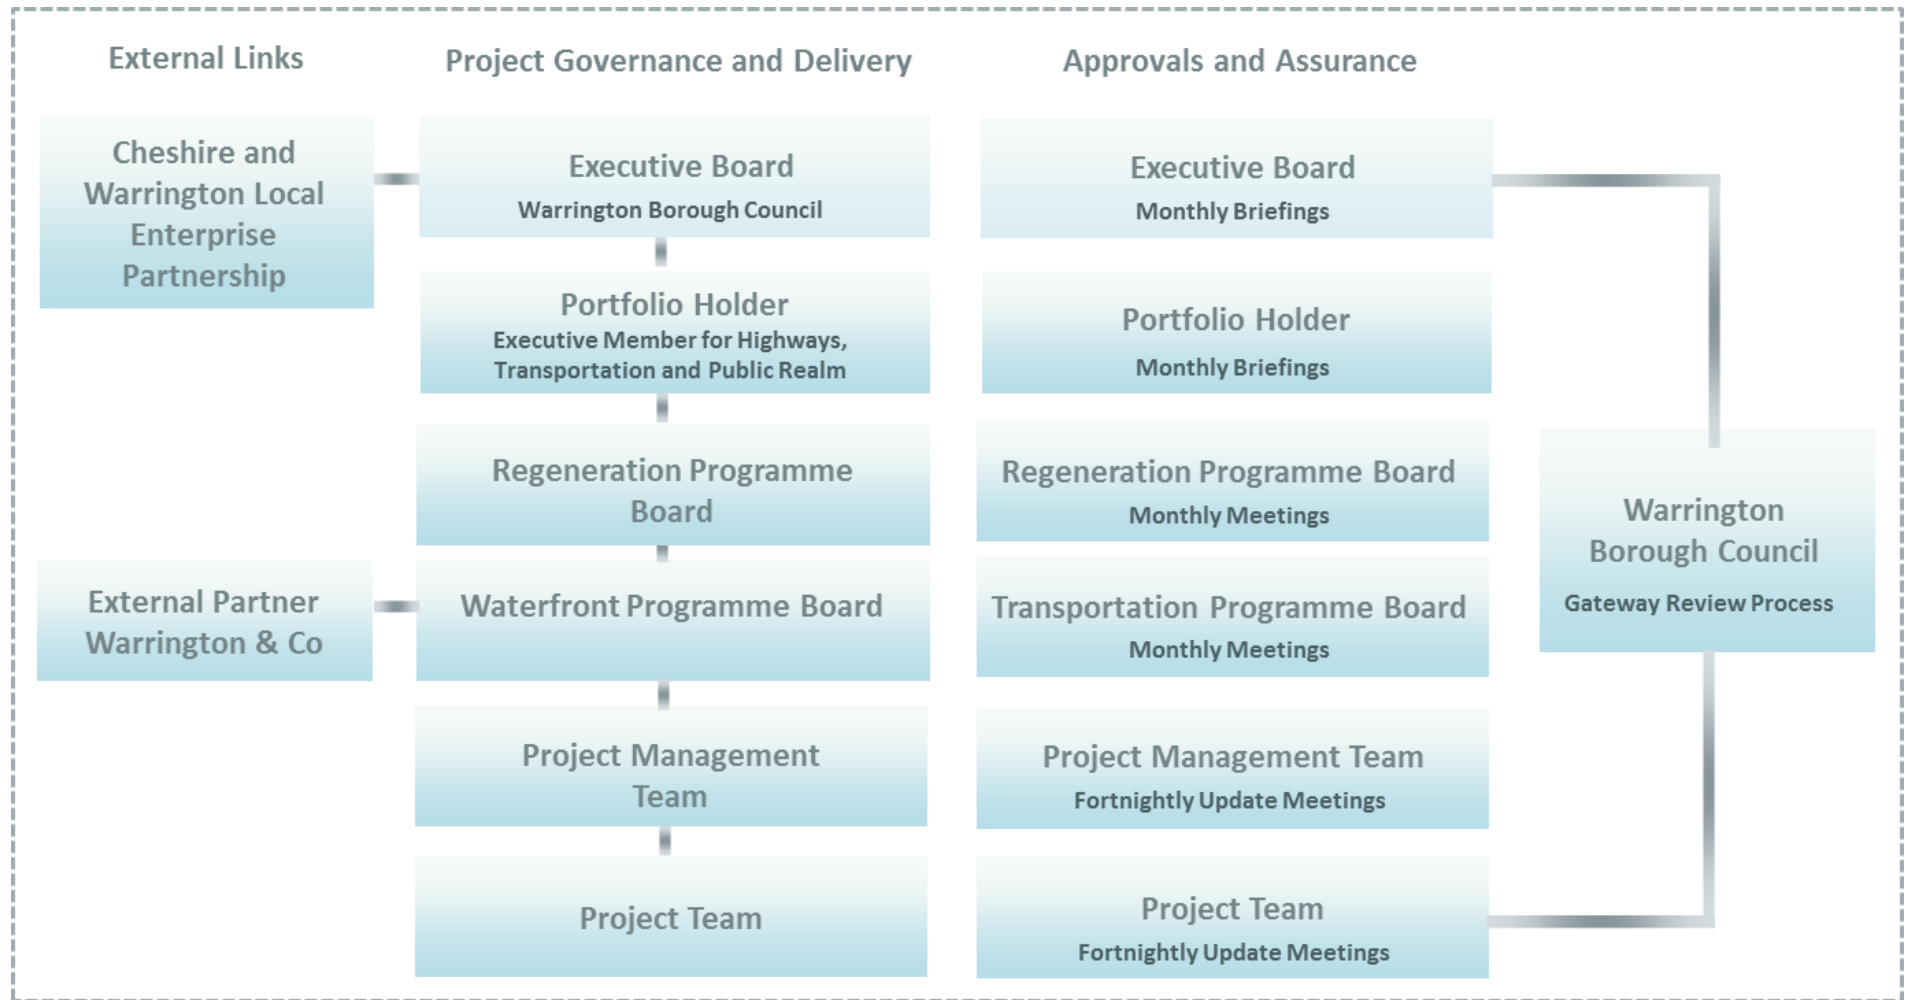 External Links
Project Governance and Delivery
Approvals and Assurance
Cheshire and
Warrington Local
Enterprise
Partnership
Executive Board
Warrington Borough Council
Executive Board
Monthly Briefings
Portfolio Holder
Executive Member for Highways,
Transportation and Public Realm
Portfolio Holder
Monthly Briefings
Regeneration Programme
Board
Regeneration Programme Board
Monthly Meetings
Warrington
Borough Council
Gateway Review Process
External Partner
Warrington & Co
Waterfront Programme Board
Transportation Programme Board
Monthly Meetings
Project Management
Team
Project Management Team
Fortnightly Update Meetings
Project Team
Project Team
Fortnightly Update Meetings